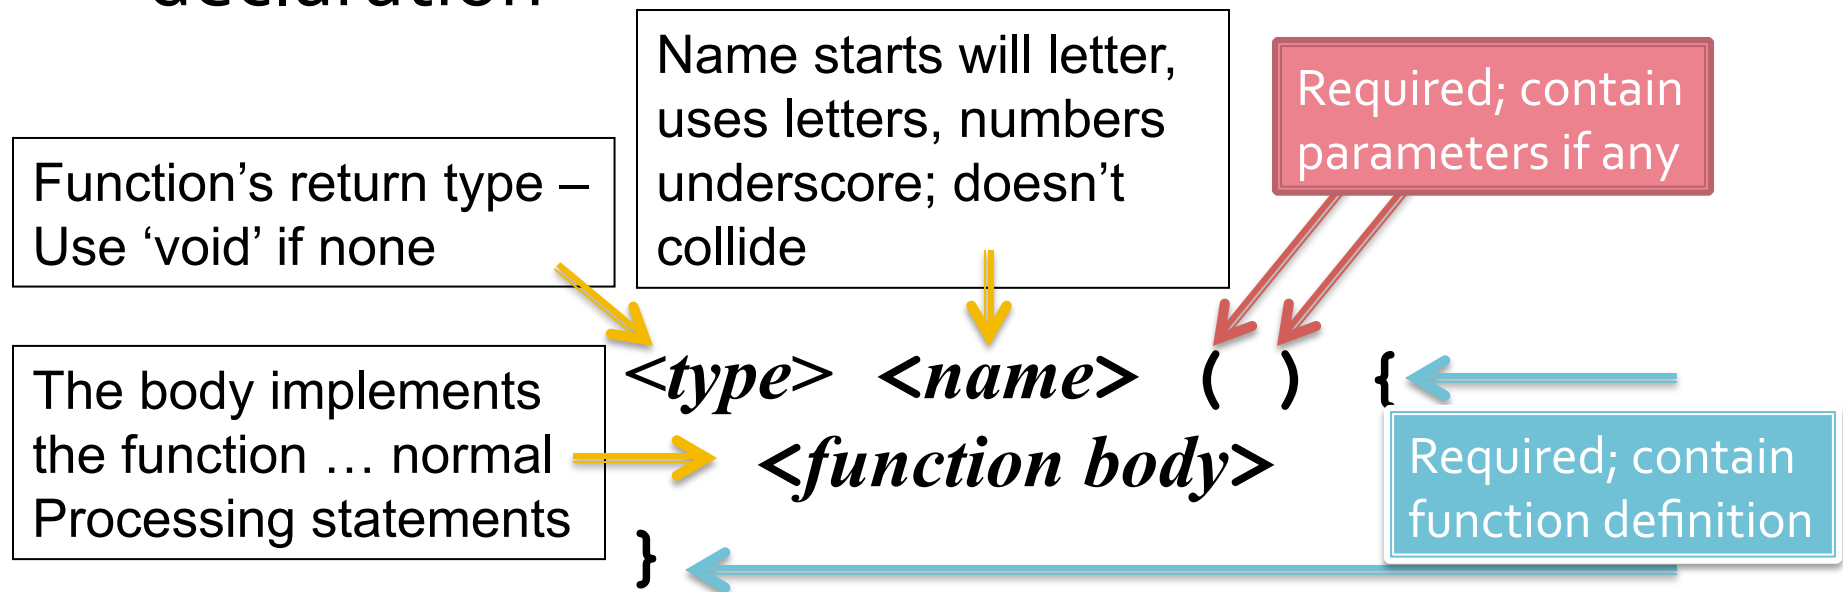 declaration
Name starts will letter,
uses letters, numbers
underscore; doesn’t
collide
Required; contain
parameters if any
Function’s return type –
Use ‘void’ if none
<type> <name> ( ) {
The body implements
the function … normal
Processing statements
<function body>
Required; contain
function definition
}